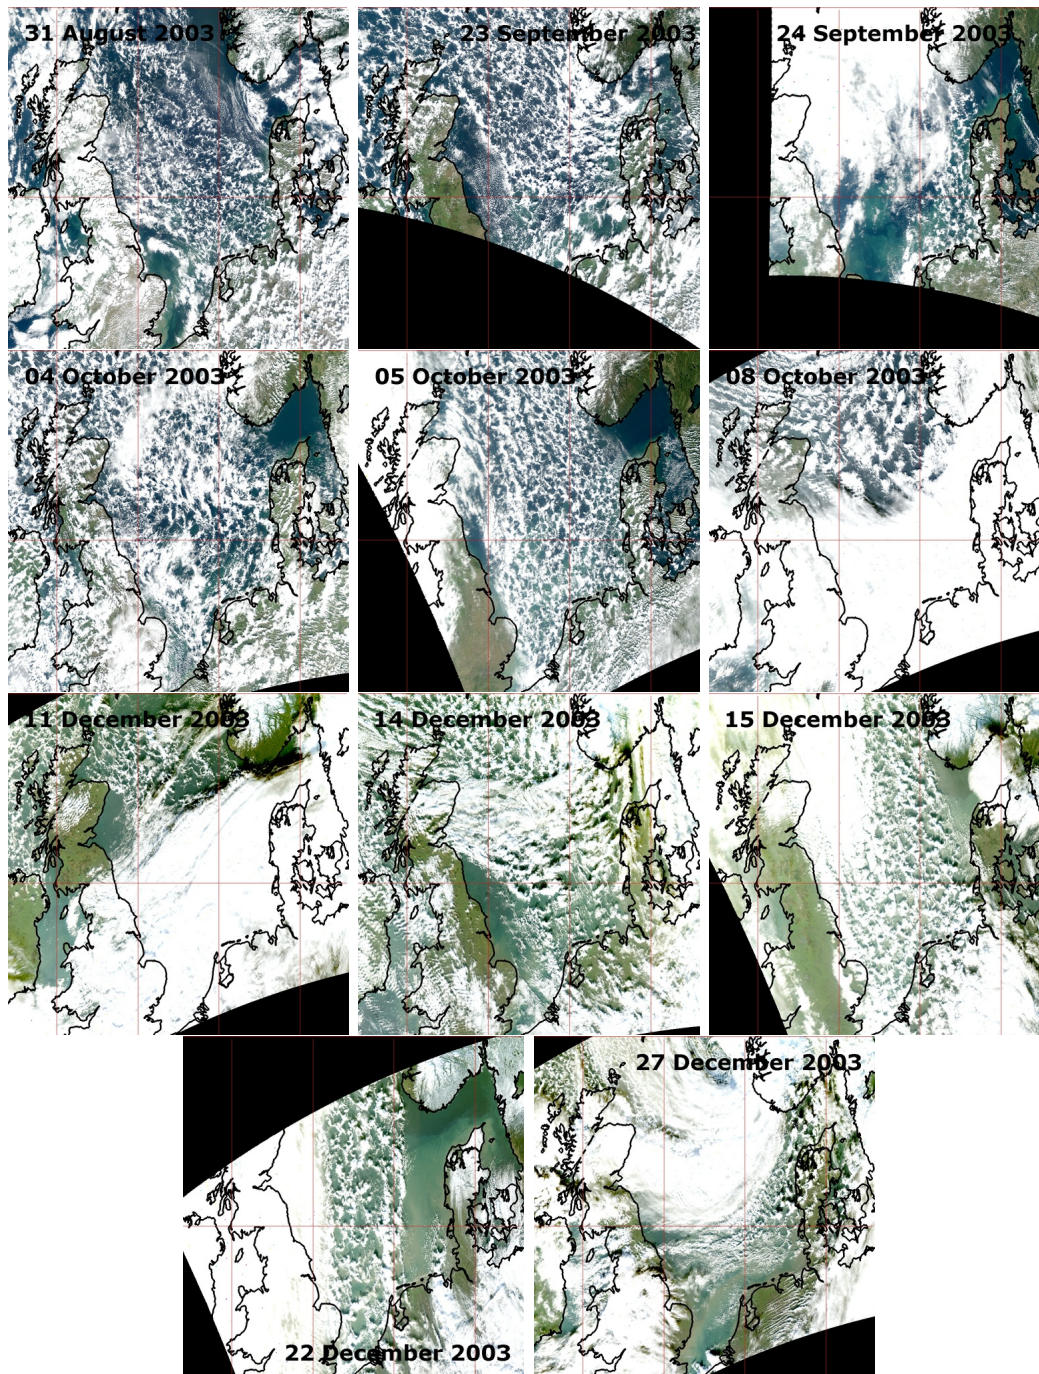 31 August 2003
23 September 2003
24 September 2003
04 October 2003
05 October 2003
08 October 2003
11 December 2003
14 December 2003
15 December 2003
22 December 2003
27 December 2003